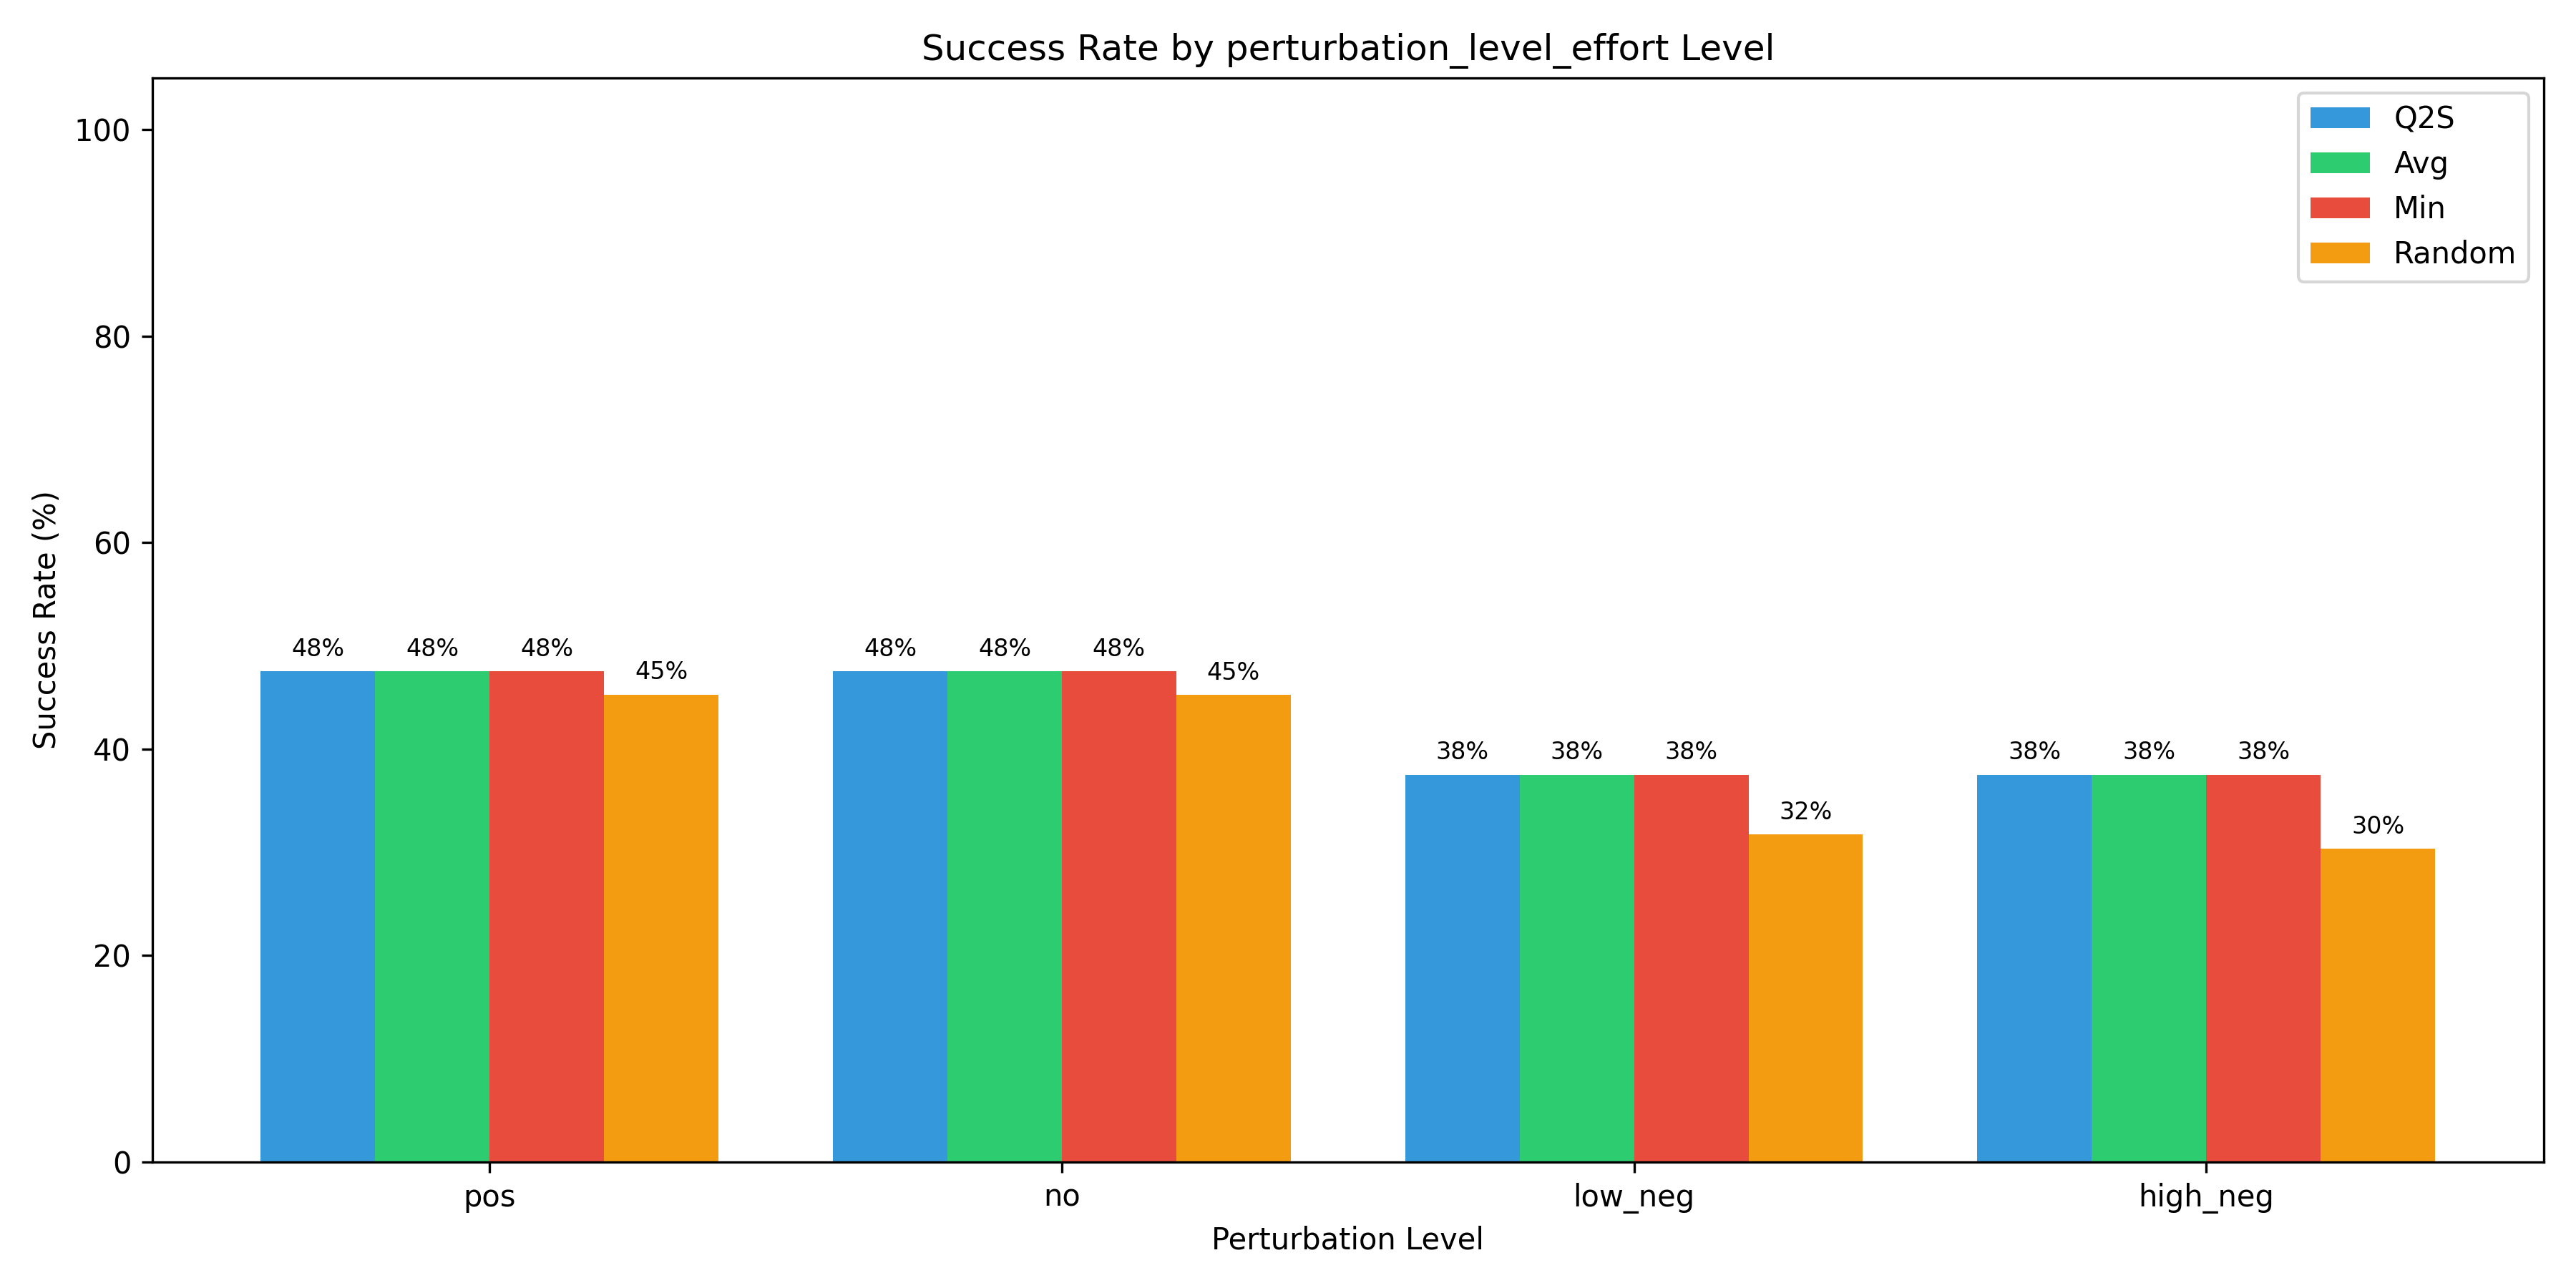 Success Rate by perturbation_level_effort Level
Success Rate (%)
100
80
60
40
20
0
Q2S
Avg
Min
Random
48% 48% 48% 45%
48% 48% 48% 45%
38% 38% 38% 32%
38% 38% 38% 30%
pos no low_neg high_neg
Perturbation Level